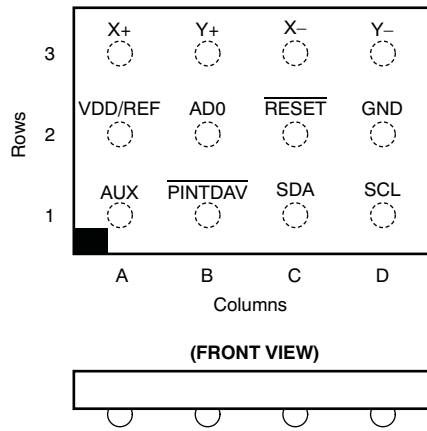 X+ Y+ X– Y–
3
VDD/REF AD0 RESET GND
Rows 2
AUX PINTDAV SDA SCL
1
A B C D
Columns
(FRONT VIEW)